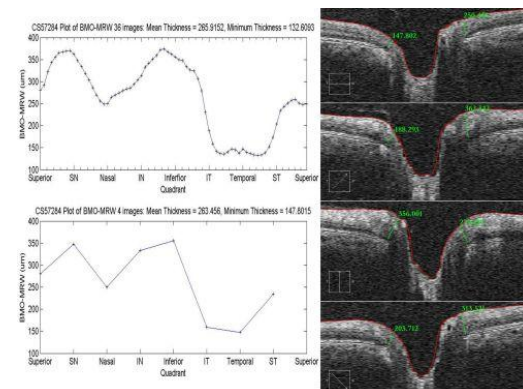 CS57284 Plot of BMO-MRW 36 images: Mean Thickness = 265.9152, Minimum Thickness = 132.6093
400
350
300
250
200
150
100
BMO-MRW (um)
Superior SN Nasal IN Inferior IT Temporal ST Superior
Quadrant
CS57284 Plot of BMO-MRW 4 images: Mean Thickness = 263.456, Minimum Thickness = 147.8015
400
350
300
250
200
150
100
BMO-MRW (um)
Superior SN Nasal IN Inferior IT Temporal ST Superior
Quadrant
147.802
488.293
356.001
203.712